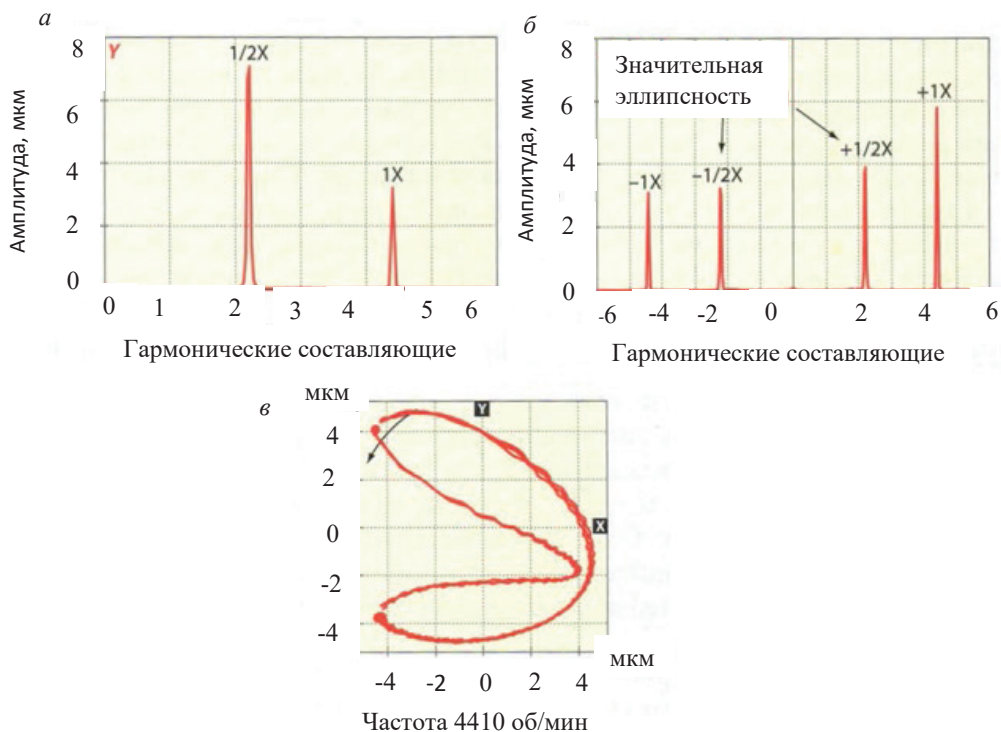 а
Амплитуда, мкм
8
6
4
2
0
Y
1/2X
1X
0 1 2 3 4 5 6
Гармонические составляющие
б
Амплитуда, мкм
8
6
4
2
0
Значительная
эллипсность
–1X
–1/2X
+1/2X
+1X
-6 -4 -2 0 2 4 6
Гармонические составляющие
в
мкм
4
2
0
-2
-4
Y
X
мкм
-4 -2 0 2 4
Частота 4410 об/мин